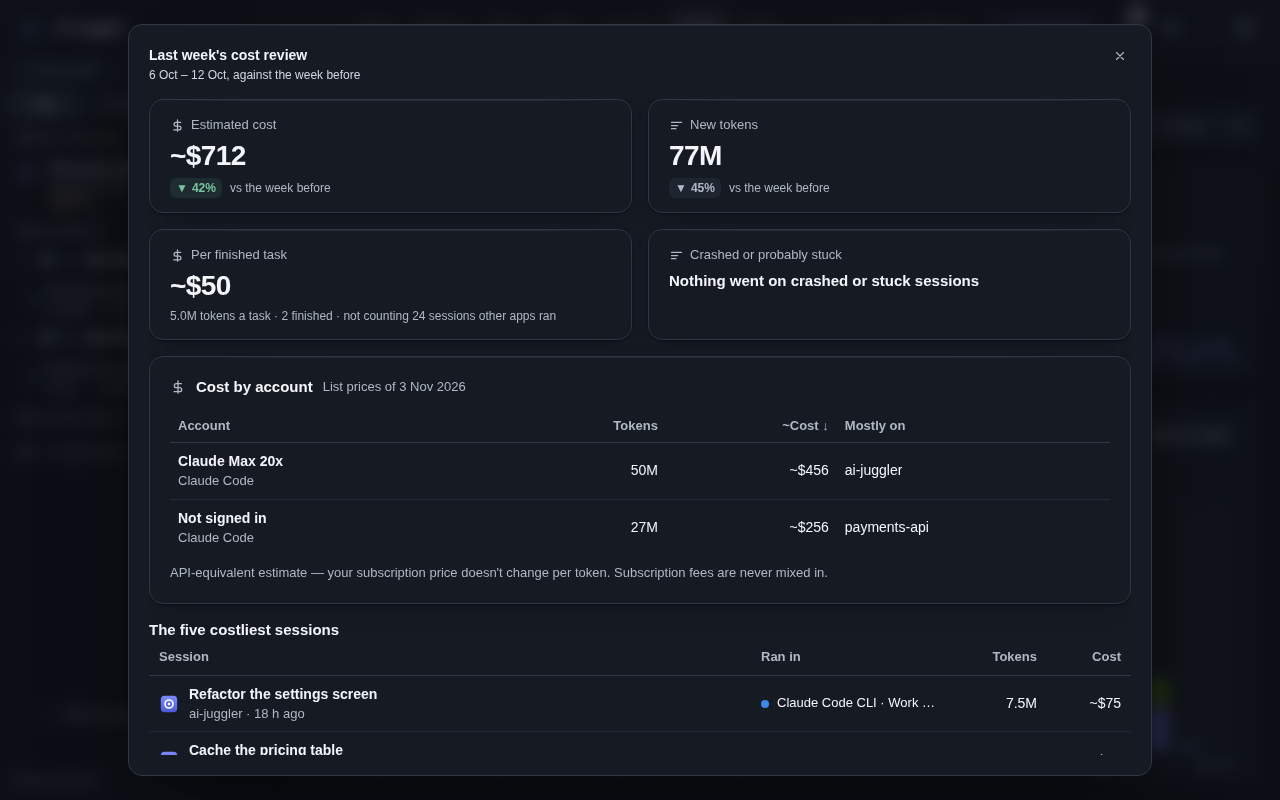 Last week's cost review
6 Oct – 12 Oct, against the week before
Estimated cost
~$712
▼ 42% vs the week before
New tokens
77M
▼ 45% vs the week before
Per finished task
~$50
5.0M tokens a task · 2 finished · not counting 24 sessions other apps ran
Crashed or probably stuck
Nothing went on crashed or stuck sessions
Cost by account List prices of 3 Nov 2026
Account Tokens ~Cost ↓ Mostly on
Claude Max 20x
Claude Code
50M ~$456 ai-juggler
Not signed in
Claude Code
27M ~$256 payments-api
API-equivalent estimate — your subscription price doesn't change per token. Subscription fees are never mixed in.
The five costliest sessions
Session Ran in Tokens Cost
Refactor the settings screen
ai-juggler · 18 h ago
Claude Code CLI · Work … 7.5M ~$75
Cache the pricing table